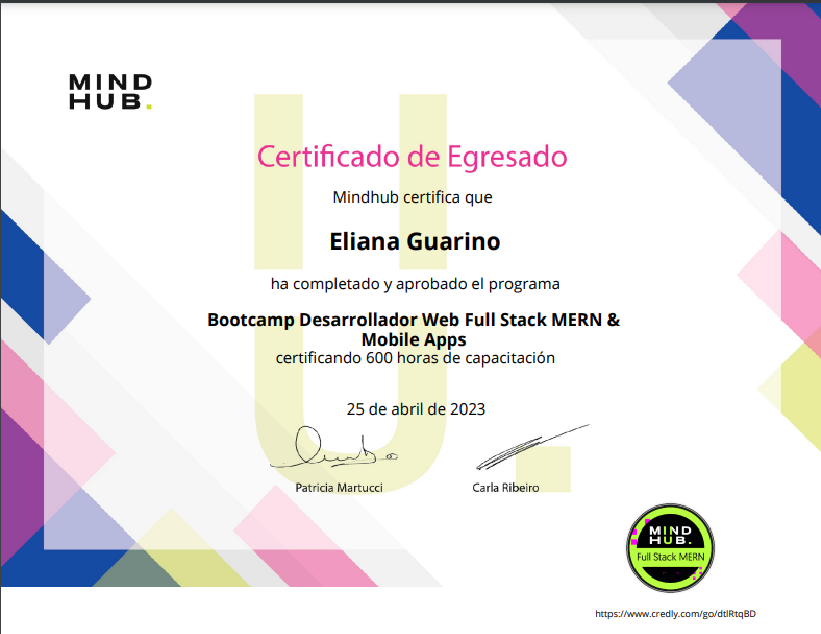 MIND
HUB.
Certificado de Egresado
Mindhub certifica que
Eliana Guarino
ha completado y aprobado el programa
Bootcamp Desarrollador Web Full Stack MERN &
Mobile Apps
certificando 600 horas de capacitación
25 de abril de 2023
Patricia Martucci
Carla Ribeiro
MIND
HUB.
Full Stack MERN
https://www.credly.com/go/dtlRtqBD